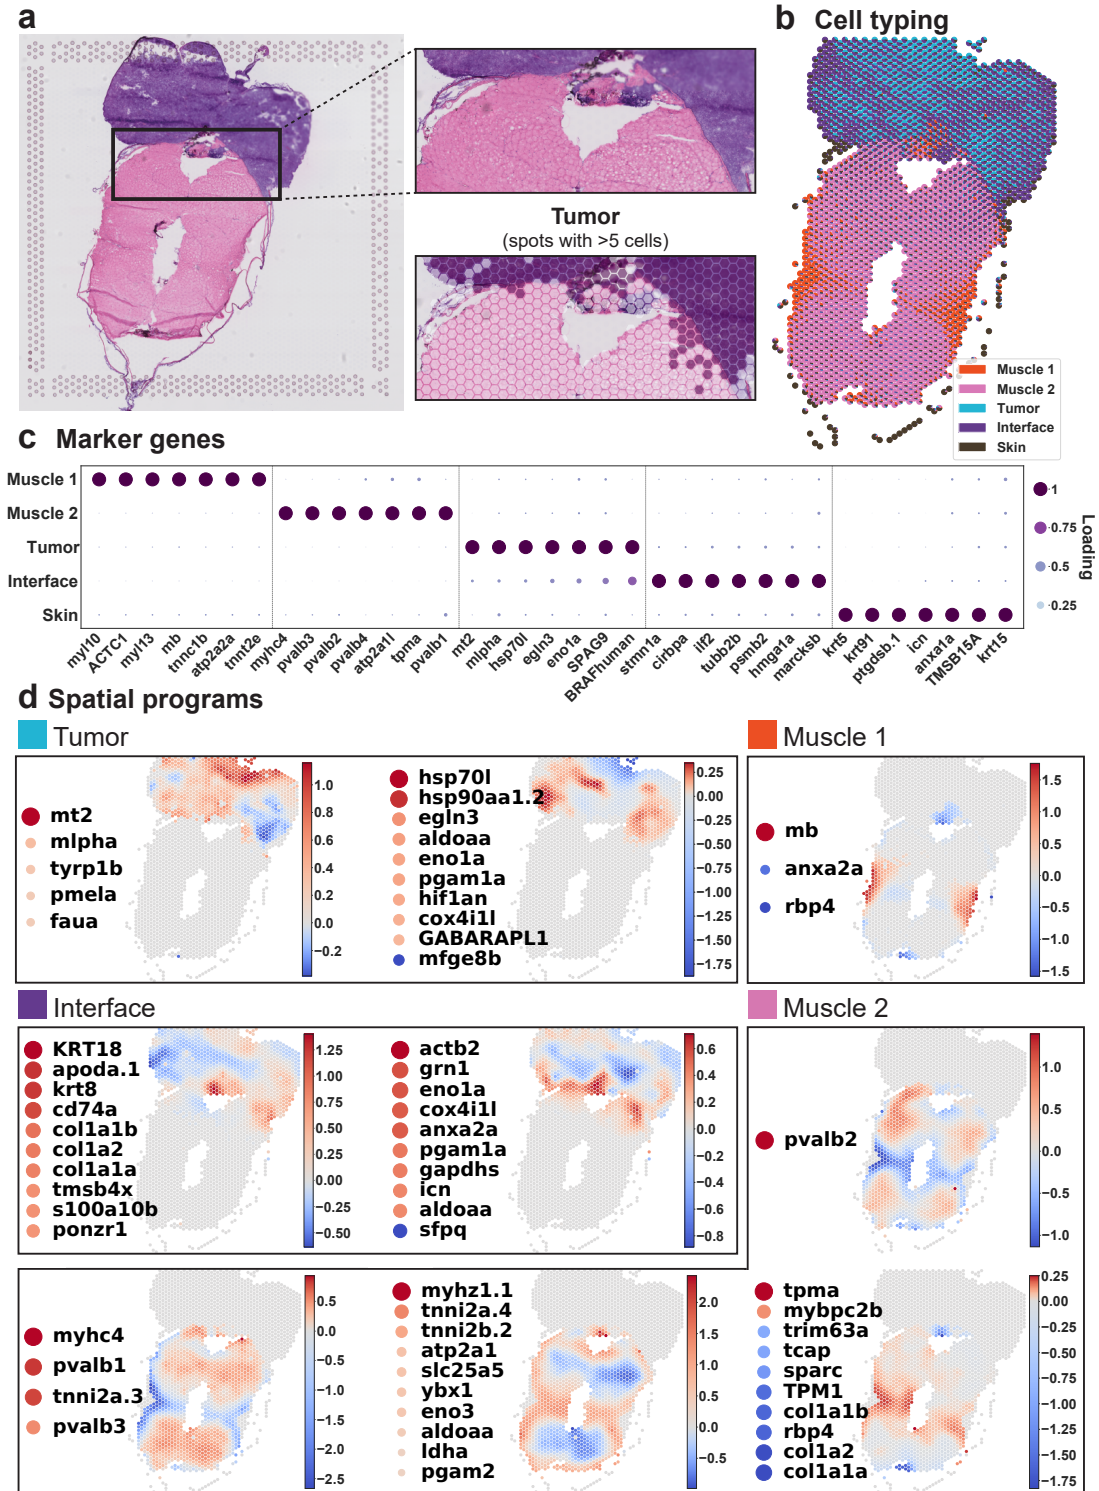 a
b Cell typing
Tumor
(spots with >5 cells)
Muscle 1
Muscle 2
Tumor
Interface
Skin
c Marker genes
Muscle 1
Muscle 2
Tumor
Interface
Skin
myl10
ACTC1
myl13
mb
tnnc1b
atp2a2a
tnnt2e
myhc4
pvalb3
pvalb2
pvalb4
atp2a1l
tpma
pvalb1
mt2
mlpha
hsp70l
egln3
eno1a
SPAG9
BRAFhuman
stmn1a
cirbpa
ilf2
tubb2b
psmb2
hmga1a
marcksb
krt5
krt91
ptgdsb.1
icn
anxa1a
TMSB15A
krt15
1
0.75
0.5
0.25
Loading
d Spatial programs
Tumor
mt2
mlpha
tyrp1b
pmela
faua
1.0
0.8
0.6
0.4
0.2
0.0
−0.2
hsp70l
hsp90aa1.2
egln3
aldoaa
eno1a
pgam1a
hif1an
cox4i1l
GABARAPL1
mfge8b
0.25
0.00
−0.25
−0.50
−0.75
−1.00
−1.25
−1.50
−1.75
Muscle 1
mb
anxa2a
rbp4
1.5
1.0
0.5
0.0
−0.5
−1.0
−1.5
Interface
KRT18
apoda.1
krt8
cd74a
col1a1b
col1a2
col1a1a
tmsb4x
s100a10b
ponzr1
1.25
1.00
0.75
0.50
0.25
0.00
−0.25
−0.50
actb2
grn1
eno1a
cox4i1l
anxa2a
pgam1a
gapdhs
icn
aldoaa
sfpq
0.6
0.4
0.2
0.0
−0.2
−0.4
−0.6
−0.8
Muscle 2
pvalb2
1.0
0.5
0.0
−0.5
−1.0
myhc4
pvalb1
tnni2a.3
pvalb3
0.5
0.0
−0.5
−1.0
−1.5
−2.0
−2.5
myhz1.1
tnni2a.4
tnni2b.2
atp2a1
slc25a5
ybx1
eno3
aldoaa
ldha
pgam2
2.0
1.5
1.0
0.5
0.0
−0.5
tpma
mybpc2b
trim63a
tcap
sparc
TPM1
col1a1b
rbp4
col1a2
col1a1a
0.25
0.00
−0.25
−0.50
−0.75
−1.00
−1.25
−1.50
−1.75